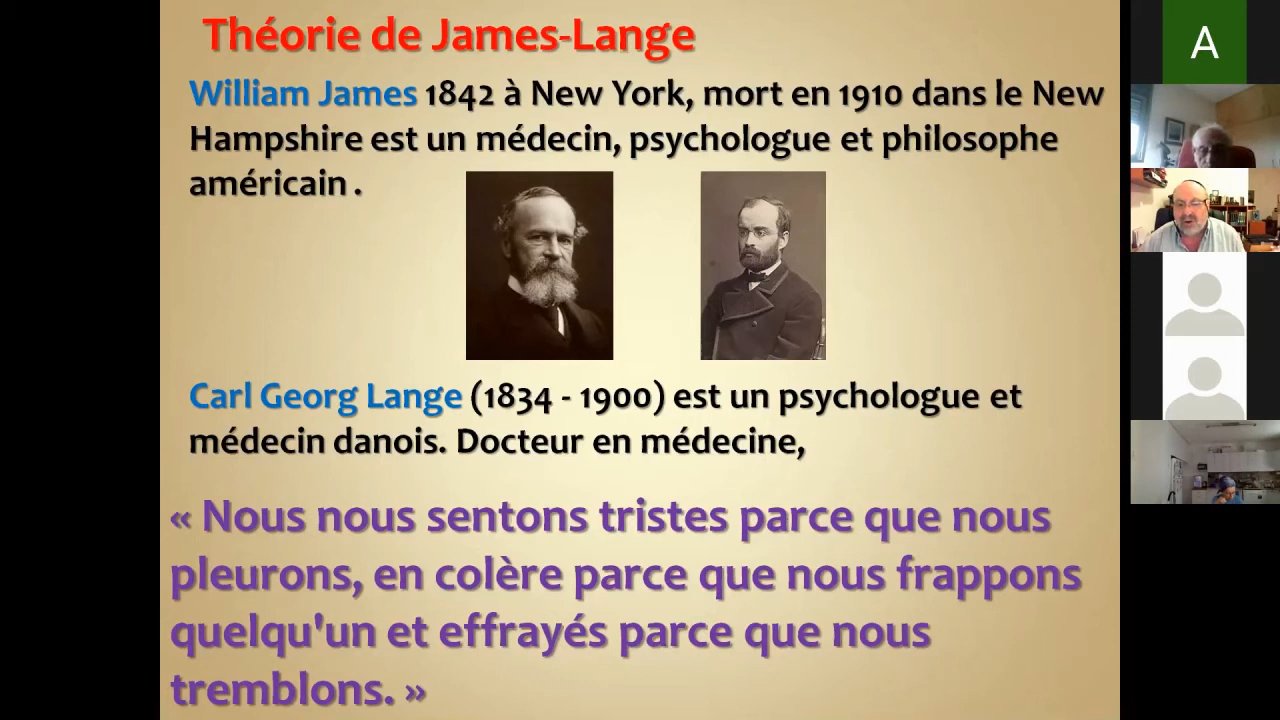 Théorie de James-Lange
William James 1842 à New York, mort en 1910 dans le New
Hampshire est un médecin, psychologue et philosophe
américain .
Carl Georg Lange (1834 - 1900) est un psychologue et
médecin danois. Docteur en médecine,
« Nous nous sentons tristes parce que nous
pleurons, en colère parce que nous frappons
quelqu'un et effrayés parce que nous
tremblons. »
A